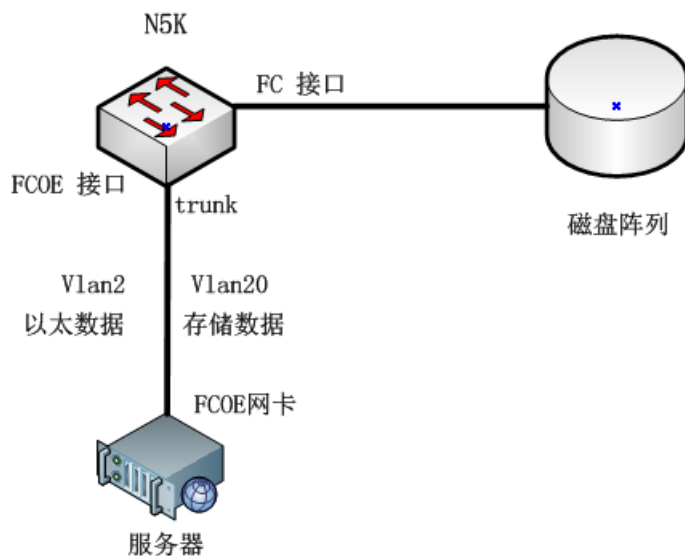 N5K
FC 接口
FCOE 接口
trunk
磁盘阵列
Vlan2
以太数据
Vlan20
存储数据
FCOE网卡
服务器